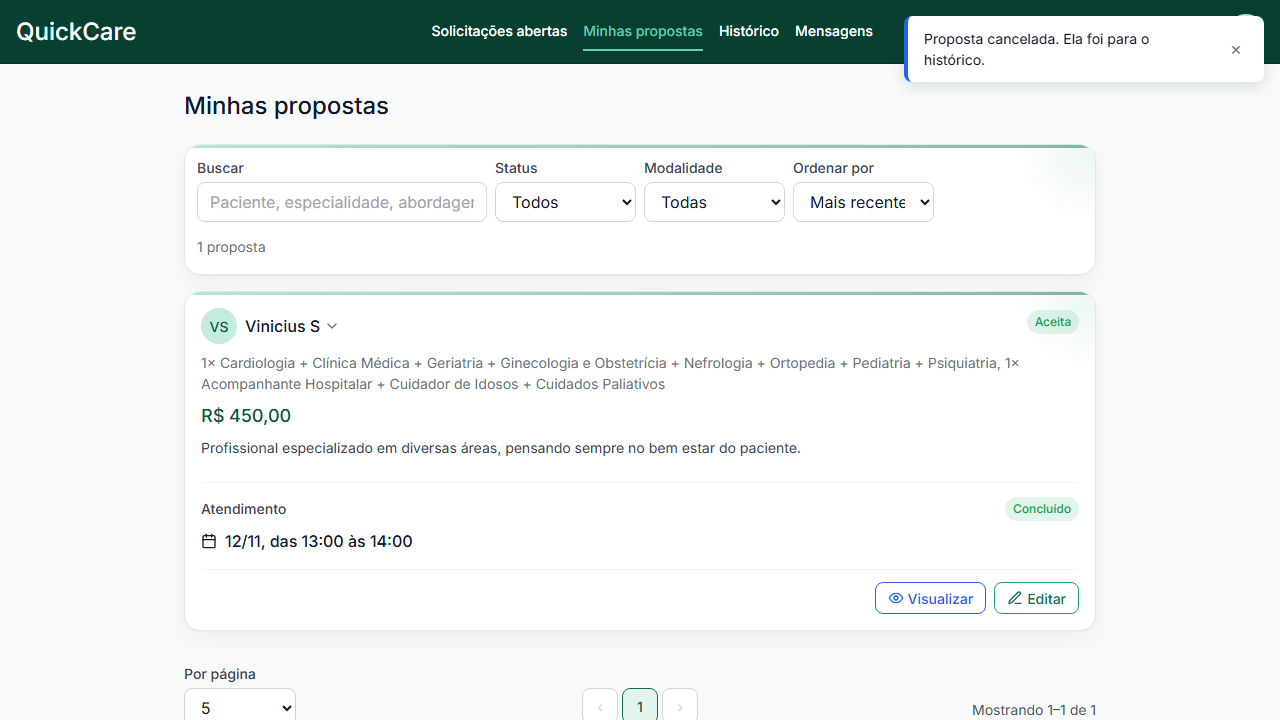 QuickCare
Solicitações abertas
Minhas propostas
Histórico
Mensagens
Proposta cancelada. Ela foi para o
histórico.
Minhas propostas
Buscar
Status
Modalidade
Ordenar por
Paciente, especialidade, abordager
Todos
Todas
Mais recente
1 proposta
VS
Vinicius S
Aceita
1× Cardiologia + Clínica Médica + Geriatria + Ginecologia e Obstetrícia + Nefrologia + Ortopedia + Pediatria + Psiquiatria, 1×
Acompanhante Hospitalar + Cuidador de Idosos + Cuidados Paliativos
R$ 450,00
Profissional especializado em diversas áreas, pensando sempre no bem estar do paciente.
Atendimento
Concluído
12/11, das 13:00 às 14:00
Visualizar
Editar
Por página
5
‹
1
›
Mostrando 1–1 de 1